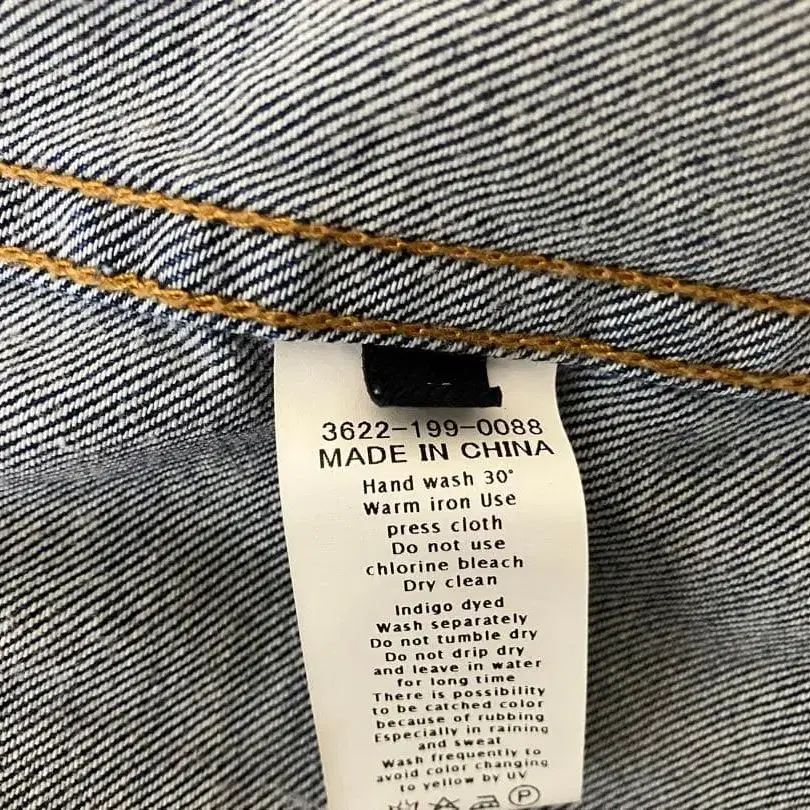 3622-199-0088
MADE IN CHINA
Hand wash 30°
Warm iron Use
press cloth
Do not use
chlorine bleach
Dry clean
Indigo dyed
Wash separately
Do not tumble dry
Do not drip dry
and leave in water
for long time
There is possibility
to be catched color
because of rubbing
Especially in raining
and sweat
Wash frequently to
avoid color changing
to yellow by UV
P